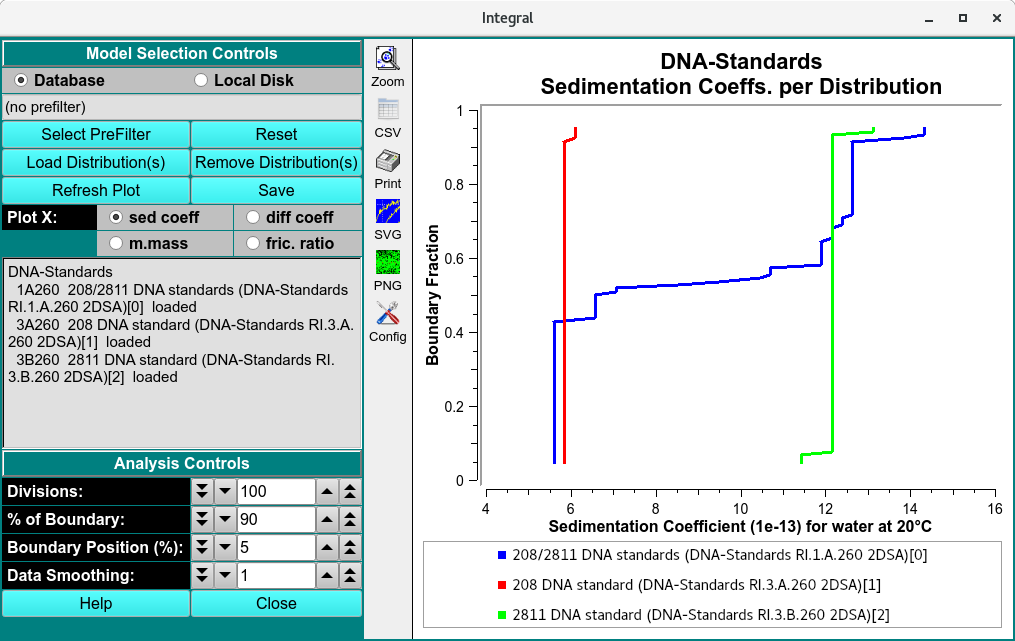 Integral
Model Selection Controls
Database Local Disk
(no prefilter)
Select PreFilter Reset
Load Distribution(s) Remove Distribution(s)
Refresh Plot Save
Plot X: sed coeff diff coeff
m.mass fric. ratio
DNA-Standards
1A260 208/2811 DNA standards (DNA-Standards
RI.1.A.260 2DSA)[0] loaded
3A260 208 DNA standard (DNA-Standards RI.3.A.
260 2DSA)[1] loaded
3B260 2811 DNA standard (DNA-Standards RI.
3.B.260 2DSA)[2] loaded
Analysis Controls
Divisions: 100
% of Boundary: 90
Boundary Position (%): 5
Data Smoothing: 1
Help Close
Zoom
CSV
Print
SVG
PNG
Config
DNA-Standards
Sedimentation Coeffs. per Distribution
Boundary Fraction
1
0.8
0.6
0.4
0.2
0
4 6 8 10 12 14 16
Sedimentation Coefficient (1e-13) for water at 20°C
208/2811 DNA standards (DNA-Standards RI.1.A.260 2DSA)[0]
208 DNA standard (DNA-Standards RI.3.A.260 2DSA)[1]
2811 DNA standard (DNA-Standards RI.3.B.260 2DSA)[2]